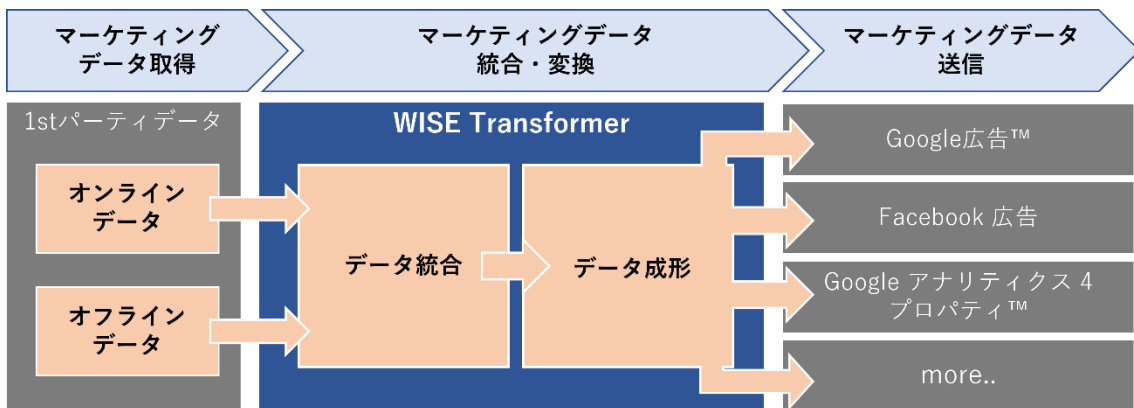 マーケティング
データ取得
マーケティングデータ
統合・変換
マーケティングデータ
送信
1stパーティデータ
オンライン
データ
オフライン
データ
WISE Transformer
データ統合
データ成形
Google広告™
Facebook 広告
Google アナリティクス 4
プロパティ™
more..